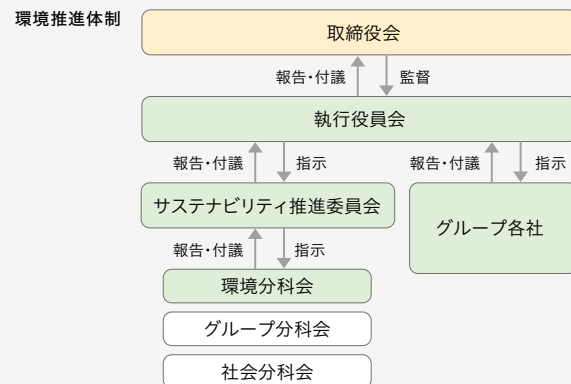 環境推進体制
取締役会
報告・付議 監督
執行役員会
報告・付議 指示 報告・付議 指示
サステナビリティ推進委員会
グループ各社
報告・付議 指示
環境分科会
グループ分科会
社会分科会